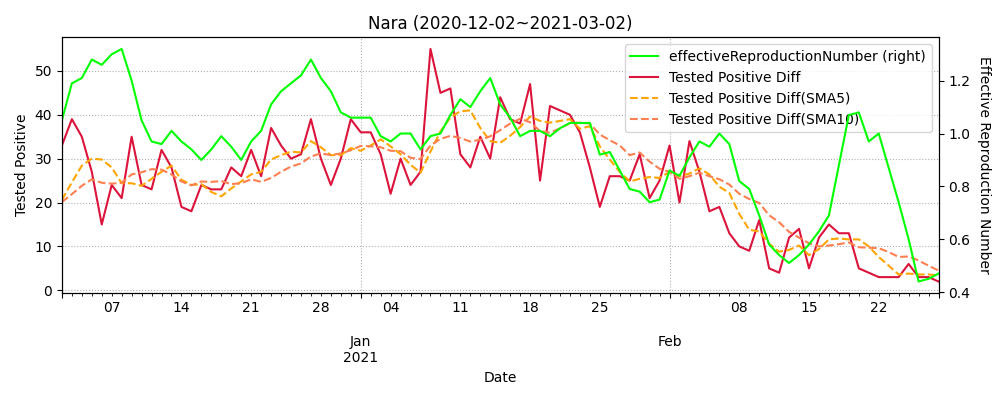 Nara (2020-12-02~2021-03-02)
effectiveReproductionNumber (right)
Tested Positive Diff
Tested Positive Diff(SMA5)
Tested Positive Diff(SMA10)
Tested Positive
50
40
30
20
10
0
1.2
1.0
0.8
0.6
0.4
Effective Reproduction Number
07 14 21 28 04 11 18 25 08 15 22
Jan Feb
2021
Date